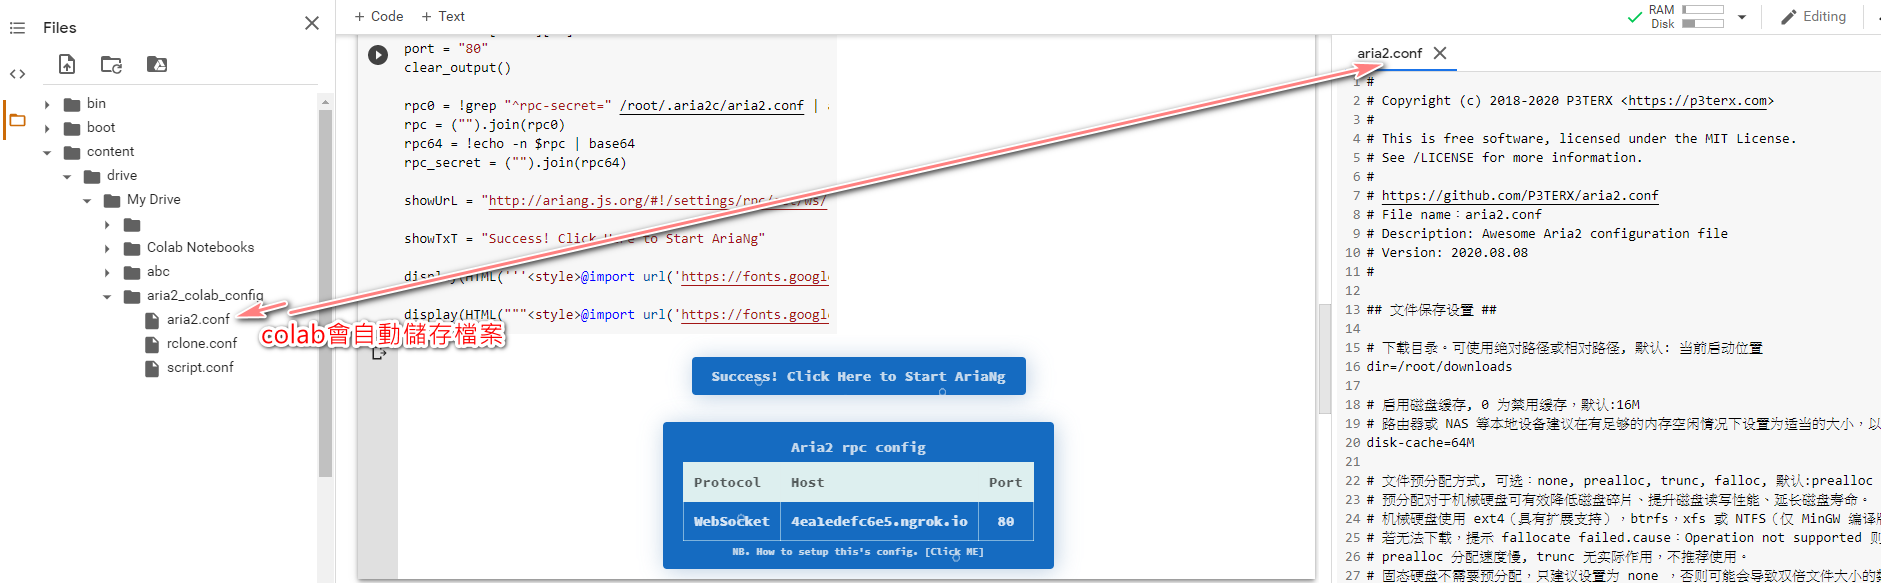 Files
bin
boot
content
drive
My Drive
Colab Notebooks
abc
aria2_colab_config
aria2.conf
rclone.conf
script.conf
colab會自動儲存檔案
+ Code + Text
RAM
Disk
Editing
port = "80"
clear_output()
rpc0 = !grep "^rpc-secret=" /root/.aria2c/aria2.conf |
rpc = ("").join(rpc0)
rpc64 = !echo -n $rpc | base64
rpc_secret = ("").join(rpc64)
showUrL = "http://ariang.js.org/#!/settings/rpc/set/ws/
showTxT = "Success! Click Here to Start AriaNg"
display(HTML('''<style>@import url('https://fonts.google
display(HTML("""<style>@import url('https://fonts.google
Success! Click Here to Start AriaNg
Aria2 rpc config
Protocol Host Port
WebSocket 4ea1edefc6e5.ngrok.io 80
NB. How to setup this's config. [Click ME]
aria2.conf
1 #
2 # Copyright (c) 2018-2020 P3TERX <https://p3terx.com>
3 #
4 # This is free software, licensed under the MIT License.
5 # See /LICENSE for more information.
6 #
7 # https://github.com/P3TERX/aria2.conf
8 # File name：aria2.conf
9 # Description: Awesome Aria2 configuration file
10 # Version: 2020.08.08
11 #
12
13 ## 文件保存设置 ##
14
15 # 下载目录。可使用绝对路径或相对路径, 默认: 当前启动位置
16 dir=/root/downloads
17
18 # 启用磁盘缓存, 0 为禁用缓存，默认:16M
19 # 路由器或 NAS 等本地设备建议在有足够的内存空闲情况下设置为适当的大小，以
20 disk-cache=64M
21
22 # 文件预分配方式, 可选：none, prealloc, trunc, falloc, 默认:prealloc
23 # 预分配对于机械硬盘可有效降低磁盘碎片、提升磁盘读写性能、延长磁盘寿命。
24 # 机械硬盘使用 ext4（具有扩展支持），btrfs，xfs 或 NTFS（仅 MinGW 编译版
25 # 若无法下载，提示 fallocate failed.cause：Operation not supported 则
26 # prealloc 分配速度慢, trunc 无实际作用，不推荐使用。
27 # 固态硬盘不需要预分配，只建议设置为 none ，否则可能会导致双倍文件大小的数